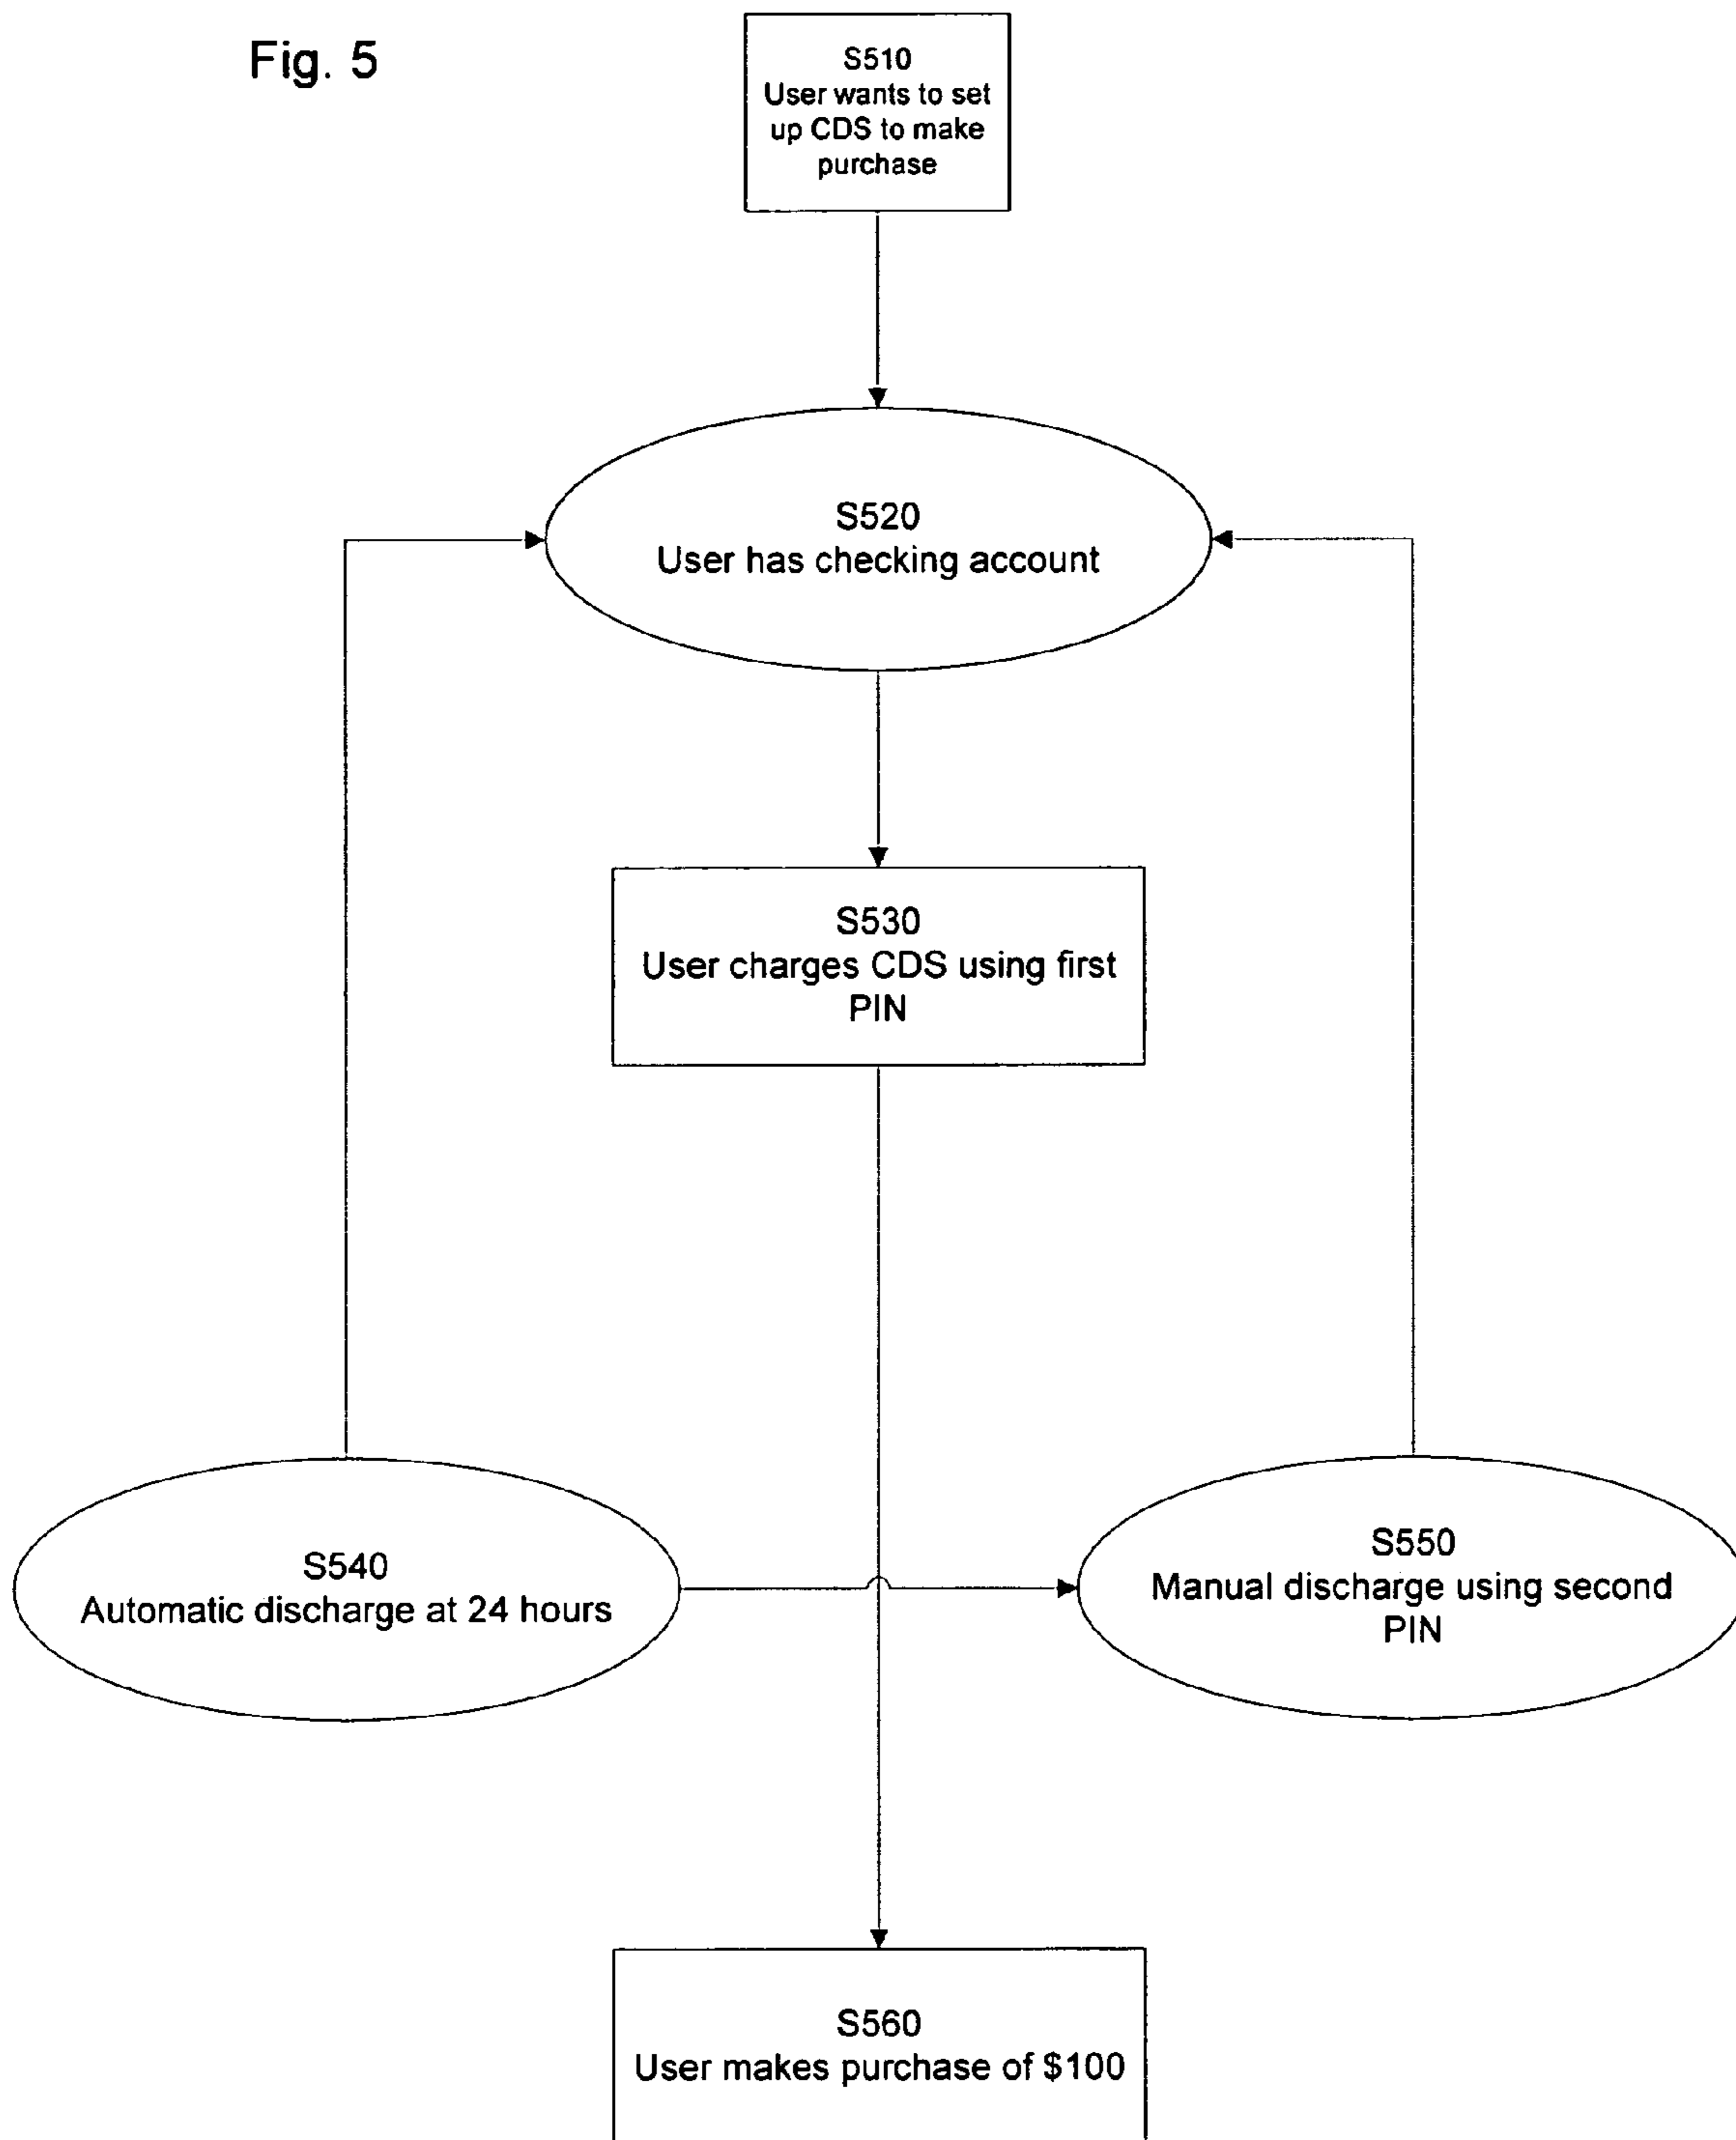 Fig. 5
S510
User wants to set
up CDS to make
purchase
S520
User has checking account
S530
User charges CDS using first
PIN
S540
Automatic discharge at 24 hours
S550
Manual discharge using second
PIN
S560
User makes purchase of $100